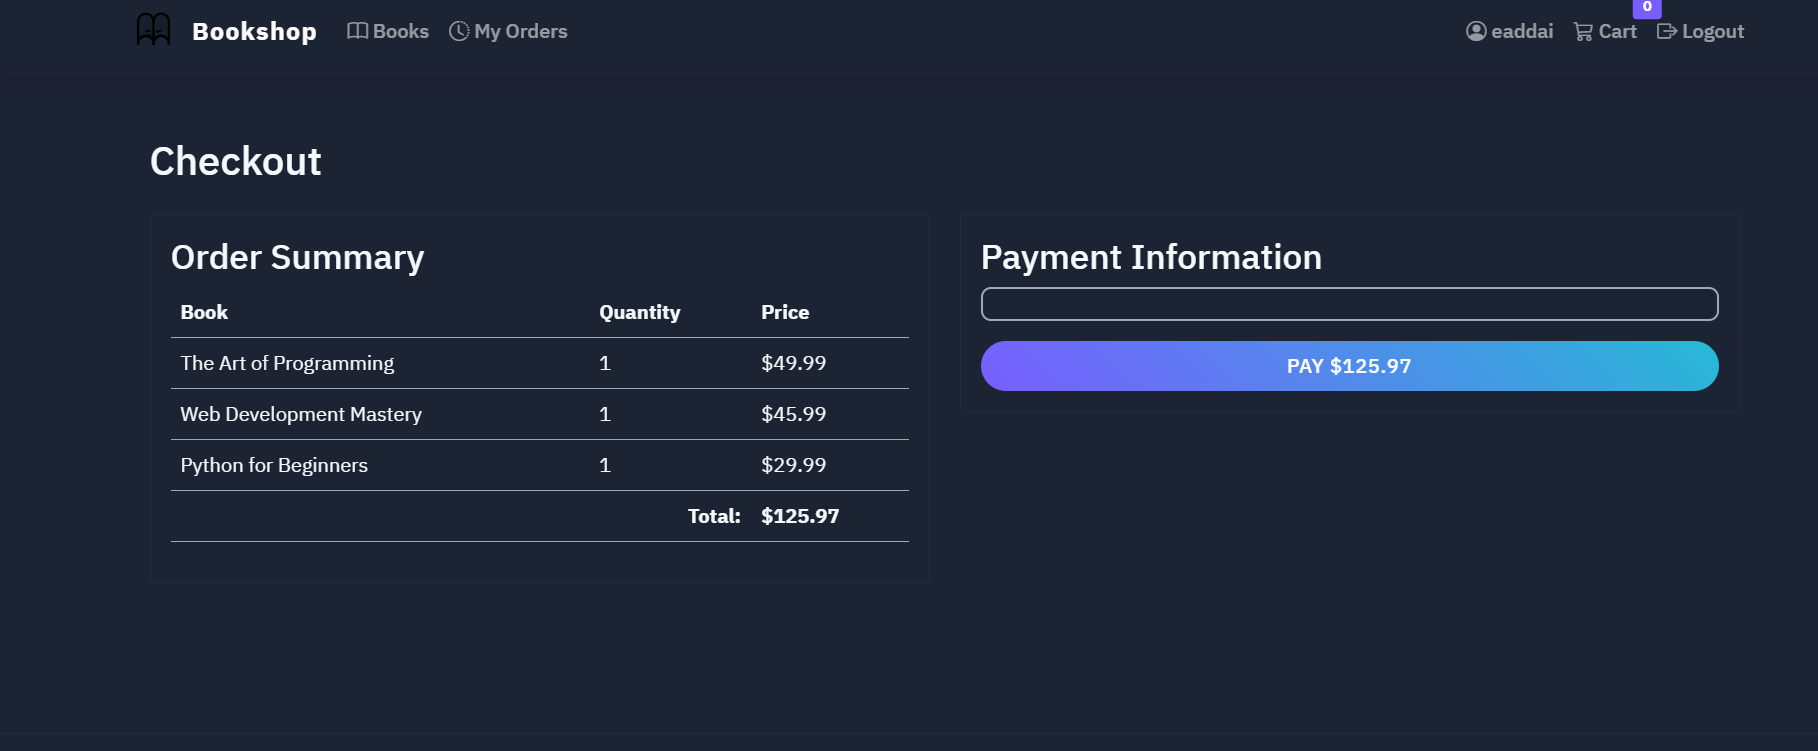 Bookshop Books My Orders eaddai Cart 0 Logout
Checkout
Order Summary
Book Quantity Price
The Art of Programming 1 $49.99
Web Development Mastery 1 $45.99
Python for Beginners 1 $29.99
Total: $125.97
Payment Information
PAY $125.97